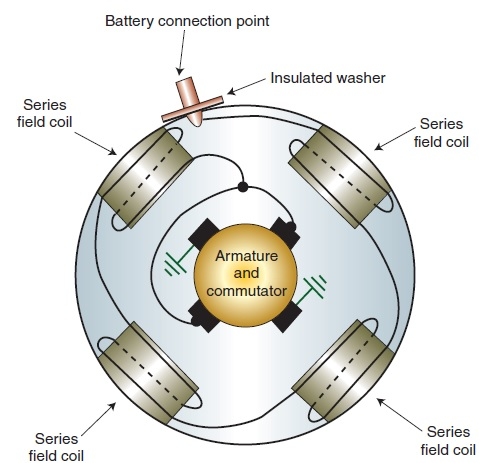 Battery connection point
Insulated washer
Series
field coil
Series
field coil
Armature
and
commutator
Series
field coil
Series
field coil